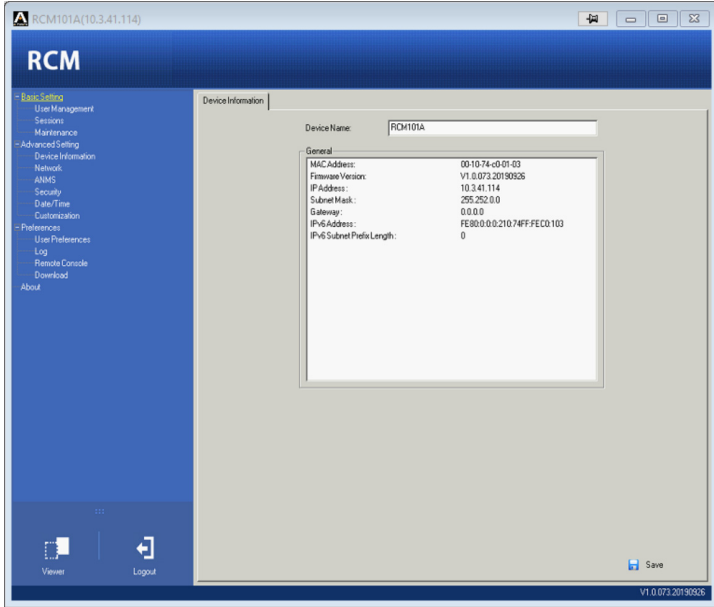 RCM101A(10.3.41.114)
RCM
Basic Setting
User Management
Sessions
Maintenance
Advanced Setting
Device Information
Network
ANMS
Security
Date/Time
Customization
Preferences
User Preferences
Log
Remote Console
Download
About
Viewer
Logout
Device Information
Device Name: RCM101A
General
MAC Address: 00-10-74-c0-01-03
Firmware Version: V1.0.073.20190926
IP Address : 10.3.41.114
Subnet Mask : 255.252.0.0
Gateway : 0.0.0.0
IPv6 Address : FE80:0:0:0:210:74FF:FEC0:103
IPv6 Subnet Prefix Length : 0
Save
V1.0.073.20190926